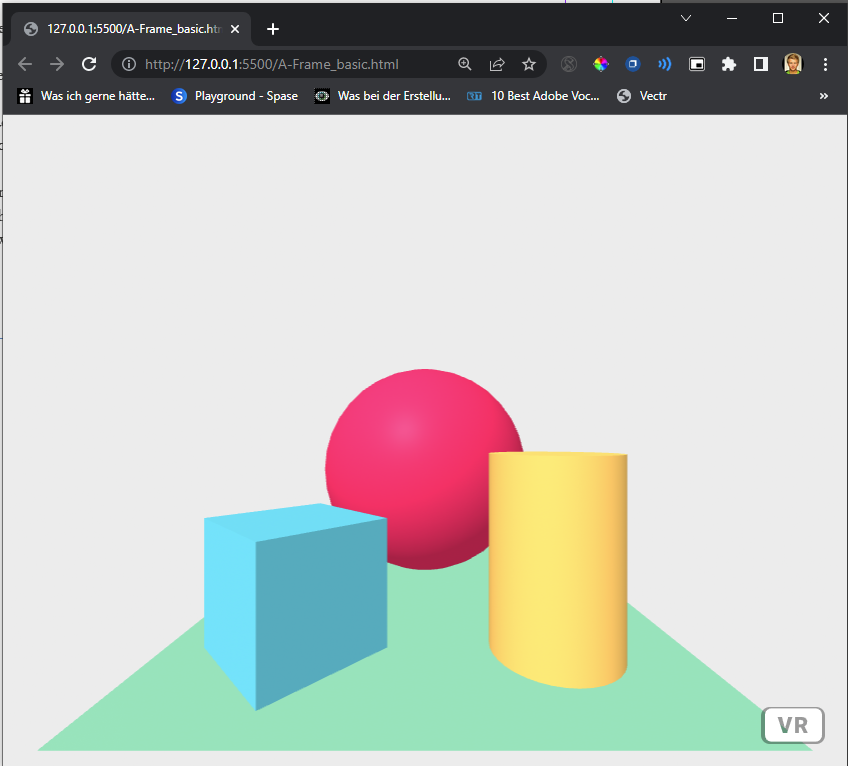 127.0.0.1:5500/A-Frame_basic.htm
http://127.0.0.1:5500/A-Frame_basic.html
Was ich gerne hätte... S Playground - Spase Was bei der Erstellu... 10 Best Adobe Voc... Vectr »
VR